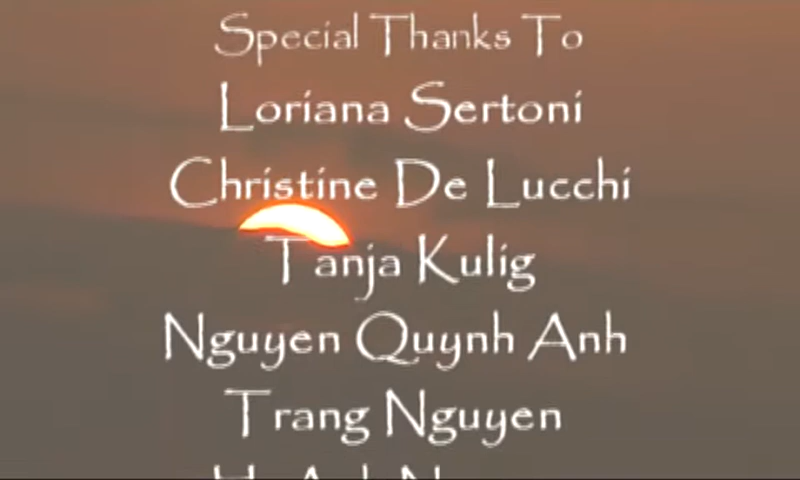 Special Thanks To
Loriana Sertoni
Christine De Lucchi
Tanja Kulig
Nguyen Quynh Anh
Trang Nguyen